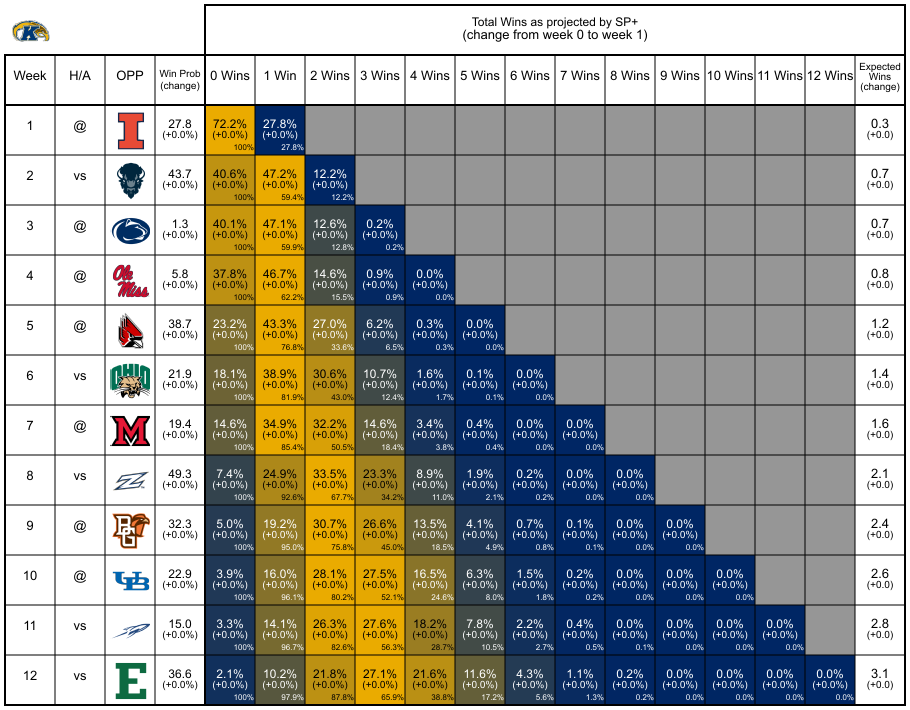 K
Total Wins as projected by SP+
(change from week 0 to week 1)
Week H/A OPP Win Prob (change) 0 Wins 1 Win 2 Wins 3 Wins 4 Wins 5 Wins 6 Wins 7 Wins 8 Wins 9 Wins 10 Wins 11 Wins 12 Wins Expected Wins (change)
1 @ I 27.8 72.2% 27.8% 0.3
(+0.0%) (+0.0%) (+0.0%) (+0.0)
100% 27.8%
2 vs 43.7 40.6% 47.2% 12.2% 0.7
(+0.0%) (+0.0%) (+0.0%) (+0.0%) (+0.0)
100% 59.4% 12.2%
3 @ 1.3 40.1% 47.1% 12.6% 0.2% 0.7
(+0.0%) (+0.0%) (+0.0%) (+0.0%) (+0.0%) (+0.0)
100% 59.9% 12.8% 0.2%
4 @ Ole Miss 5.8 37.8% 46.7% 14.6% 0.9% 0.0% 0.8
(+0.0%) (+0.0%) (+0.0%) (+0.0%) (+0.0%) (+0.0%) (+0.0)
100% 62.2% 15.5% 0.9% 0.0%
5 @ 38.7 23.2% 43.3% 27.0% 6.2% 0.3% 0.0% 1.2
(+0.0%) (+0.0%) (+0.0%) (+0.0%) (+0.0%) (+0.0%) (+0.0%) (+0.0)
100% 76.8% 33.6% 6.5% 0.3% 0.0%
6 vs OHIO 21.9 18.1% 38.9% 30.6% 10.7% 1.6% 0.1% 0.0% 1.4
(+0.0%) (+0.0%) (+0.0%) (+0.0%) (+0.0%) (+0.0%) (+0.0%) (+0.0%) (+0.0)
100% 81.9% 43.0% 12.4% 1.7% 0.1% 0.0%
7 @ M 19.4 14.6% 34.9% 32.2% 14.6% 3.4% 0.4% 0.0% 0.0% 1.6
(+0.0%) (+0.0%) (+0.0%) (+0.0%) (+0.0%) (+0.0%) (+0.0%) (+0.0%) (+0.0%) (+0.0)
100% 85.4% 50.5% 18.4% 3.8% 0.4% 0.0% 0.0%
8 vs 49.3 7.4% 24.9% 33.5% 23.3% 8.9% 1.9% 0.2% 0.0% 0.0% 2.1
(+0.0%) (+0.0%) (+0.0%) (+0.0%) (+0.0%) (+0.0%) (+0.0%) (+0.0%) (+0.0%) (+0.0%) (+0.0)
100% 92.6% 67.7% 34.2% 11.0% 2.1% 0.2% 0.0% 0.0%
9 @ BG 32.3 5.0% 19.2% 30.7% 26.6% 13.5% 4.1% 0.7% 0.1% 0.0% 0.0% 2.4
(+0.0%) (+0.0%) (+0.0%) (+0.0%) (+0.0%) (+0.0%) (+0.0%) (+0.0%) (+0.0%) (+0.0%) (+0.0%) (+0.0)
100% 95.0% 75.8% 45.0% 18.5% 4.9% 0.8% 0.1% 0.0% 0.0%
10 @ UB 22.9 3.9% 16.0% 28.1% 27.5% 16.5% 6.3% 1.5% 0.2% 0.0% 0.0% 0.0% 2.6
(+0.0%) (+0.0%) (+0.0%) (+0.0%) (+0.0%) (+0.0%) (+0.0%) (+0.0%) (+0.0%) (+0.0%) (+0.0%) (+0.0%) (+0.0)
100% 96.1% 80.2% 52.1% 24.6% 8.0% 1.8% 0.2% 0.0% 0.0% 0.0%
11 vs 15.0 3.3% 14.1% 26.3% 27.6% 18.2% 7.8% 2.2% 0.4% 0.0% 0.0% 0.0% 0.0% 2.8
(+0.0%) (+0.0%) (+0.0%) (+0.0%) (+0.0%) (+0.0%) (+0.0%) (+0.0%) (+0.0%) (+0.0%) (+0.0%) (+0.0%) (+0.0%) (+0.0)
100% 96.7% 82.6% 56.3% 28.7% 10.5% 2.7% 0.5% 0.1% 0.0% 0.0% 0.0%
12 vs E 36.6 2.1% 10.2% 21.8% 27.1% 21.6% 11.6% 4.3% 1.1% 0.2% 0.0% 0.0% 0.0% 0.0% 3.1
(+0.0%) (+0.0%) (+0.0%) (+0.0%) (+0.0%) (+0.0%) (+0.0%) (+0.0%) (+0.0%) (+0.0%) (+0.0%) (+0.0%) (+0.0%) (+0.0%) (+0.0)
100% 97.9% 87.8% 65.9% 38.8% 17.2% 5.6% 1.3% 0.2% 0.0% 0.0% 0.0% 0.0%